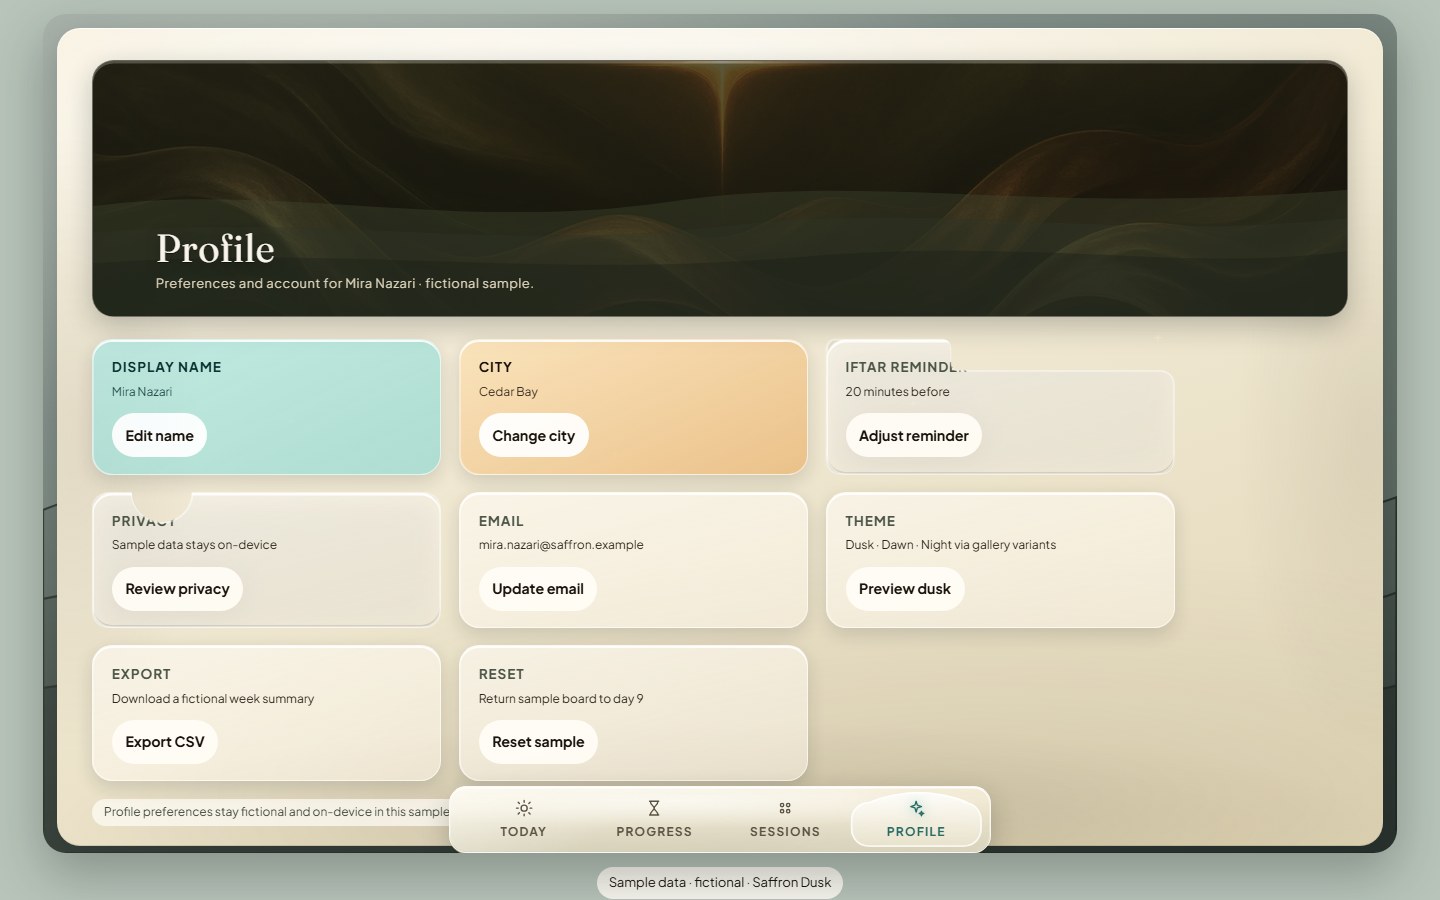 Profile
Preferences and account for Mira Nazari · fictional sample.
DISPLAY NAME
Mira Nazari
Edit name
CITY
Cedar Bay
Change city
IFTAR REMINDER
20 minutes before
Adjust reminder
PRIVACY
Sample data stays on-device
Review privacy
EMAIL
mira.nazari@saffron.example
Update email
THEME
Dusk · Dawn · Night via gallery variants
Preview dusk
EXPORT
Download a fictional week summary
Export CSV
RESET
Return sample board to day 9
Reset sample
Profile preferences stay fictional and on-device in this sample
TODAY
PROGRESS
SESSIONS
PROFILE
Sample data · fictional · Saffron Dusk